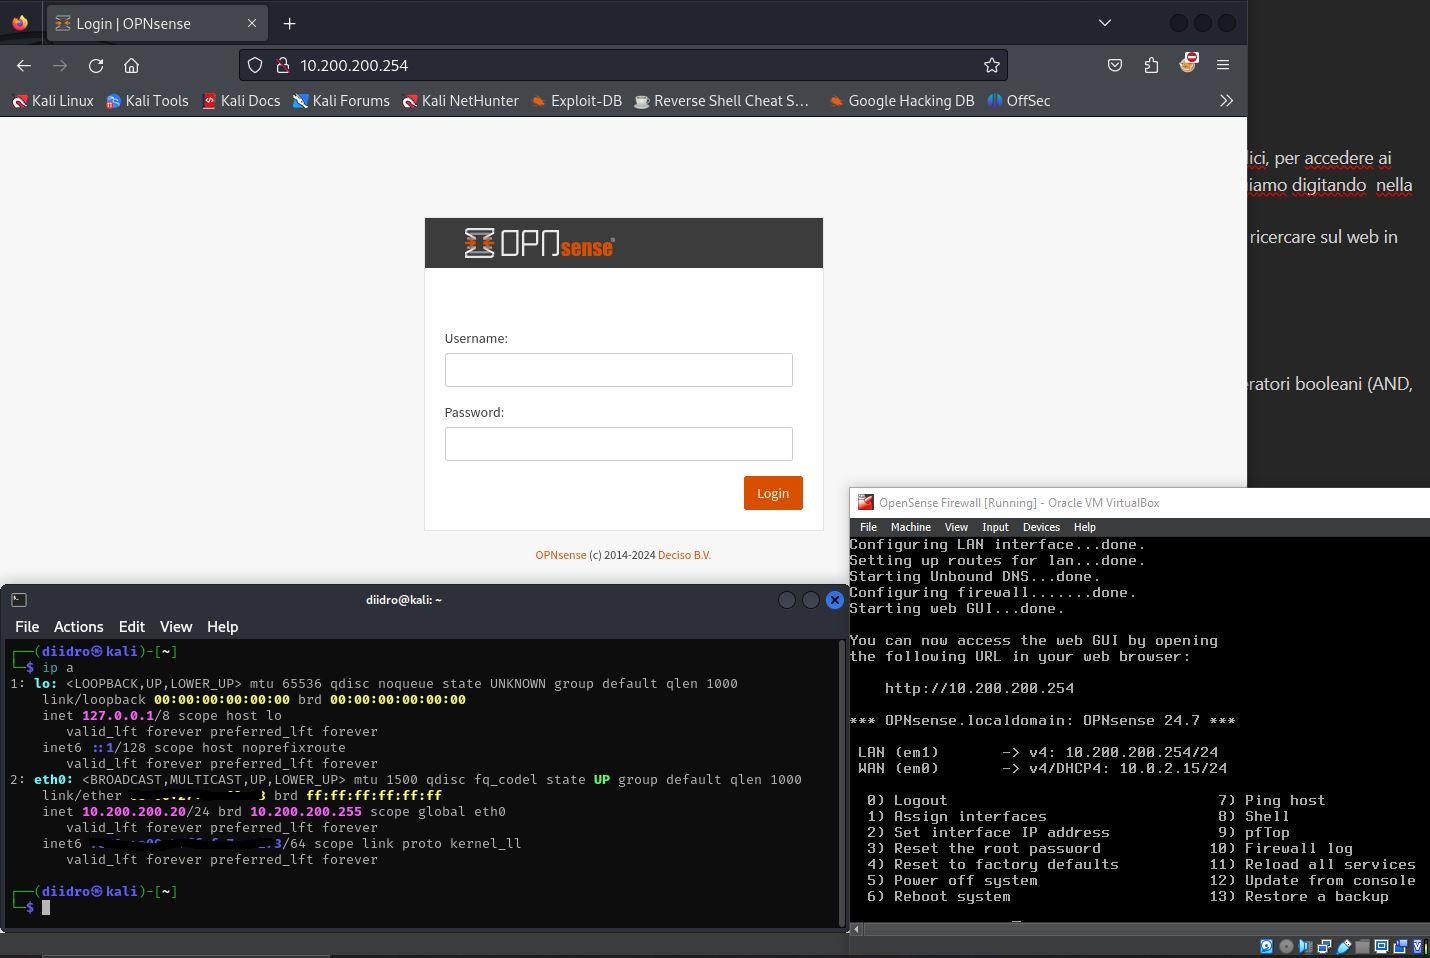 Login | OPNsense
10.200.200.254
Kali Linux
Kali Tools
Kali Docs
Kali Forums
Kali NetHunter
Exploit-DB
Reverse Shell Cheat S…
Google Hacking DB
OffSec
OPNsense
Username:
Password:
Login
OPNsense (c) 2014-2024 Deciso B.V.
per accedere ai
digitando nella
ricercare sul web in
booleani (AND,
diidro@kali: ~
File Actions Edit View Help
┌──(diidro㉿kali)-[~]
└─$ ip a
1: lo: <LOOPBACK,UP,LOWER_UP> mtu 65536 qdisc noqueue state UNKNOWN group default qlen 1000
link/loopback 00:00:00:00:00:00 brd 00:00:00:00:00:00
inet 127.0.0.1/8 scope host lo
valid_lft forever preferred_lft forever
inet6 ::1/128 scope host noprefixroute
valid_lft forever preferred_lft forever
2: eth0: <BROADCAST,MULTICAST,UP,LOWER_UP> mtu 1500 qdisc fq_codel state UP group default qlen 1000
link/ether brd ff:ff:ff:ff:ff:ff
inet 10.200.200.20/24 brd 10.200.200.255 scope global eth0
valid_lft forever preferred_lft forever
inet6 /64 scope link proto kernel_ll
valid_lft forever preferred_lft forever
┌──(diidro㉿kali)-[~]
└─$
OpenSense Firewall [Running] - Oracle VM VirtualBox
File Machine View Input Devices Help
Configuring LAN interface...done.
Setting up routes for lan...done.
Starting Unbound DNS...done.
Configuring firewall.......done.
Starting web GUI...done.
You can now access the web GUI by opening
the following URL in your web browser:
http://10.200.200.254
*** OPNsense.localdomain: OPNsense 24.7 ***
LAN (em1) -> v4: 10.200.200.254/24
WAN (em0) -> v4/DHCP4: 10.0.2.15/24
0) Logout 7) Ping host
1) Assign interfaces 8) Shell
2) Set interface IP address 9) pfTop
3) Reset the root password 10) Firewall log
4) Reset to factory defaults 11) Reload all services
5) Power off system 12) Update from console
6) Reboot system 13) Restore a backup